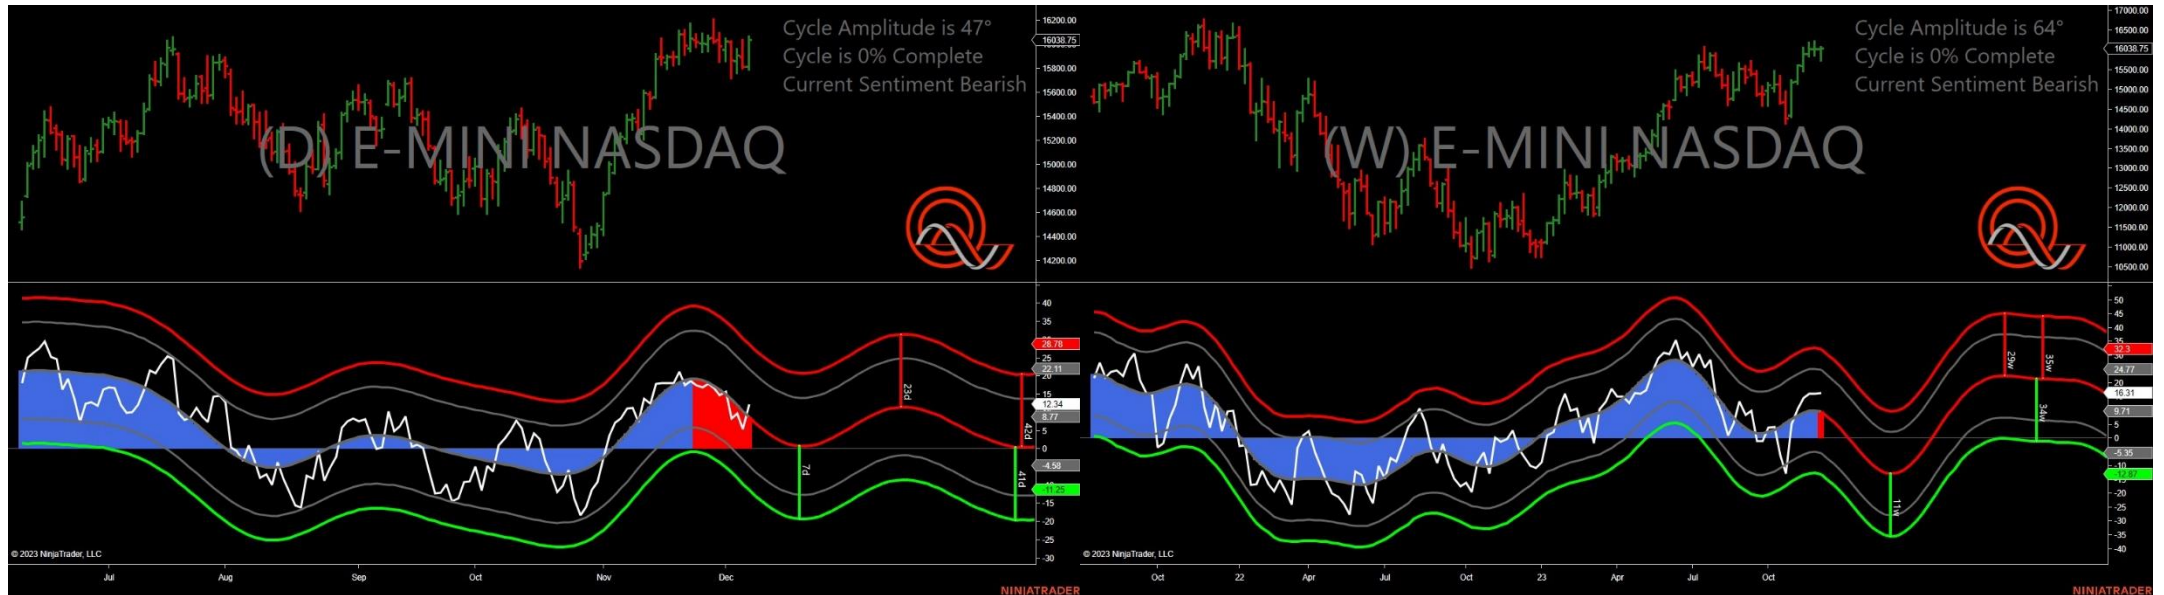 Cycle Amplitude is 47°
Cycle is 0% Complete
Current Sentiment Bearish
(D) E-MINI NASDAQ
16200.00
16038.75
15800.00
15400.00
15200.00
15000.00
14800.00
14600.00
14400.00
14200.00
40
35
30
28.78
22.11
20
15
12.34
8.77
5
0
-4.58
-11.25
-15
-20
-25
-30
23d
42d
7d
41d
© 2023 NinjaTrader, LLC
Jul
Aug
Sep
Oct
Nov
Dec
NINJATRADER
Cycle Amplitude is 64°
Cycle is 0% Complete
Current Sentiment Bearish
(W) E-MINI NASDAQ
17000.00
16500.00
16038.75
15500.00
15000.00
14500.00
14000.00
13500.00
13000.00
12500.00
12000.00
11500.00
11000.00
10500.00
50
45
40
35
32.3
30
24.77
20
16.31
9.71
5
0
-5.35
-10
-12.87
-20
-25
-30
-35
-40
29w
35w
34w
11w
© 2023 NinjaTrader, LLC
Oct
22
Apr
Jul
Oct
23
Apr
Jul
Oct
NINJATRADER